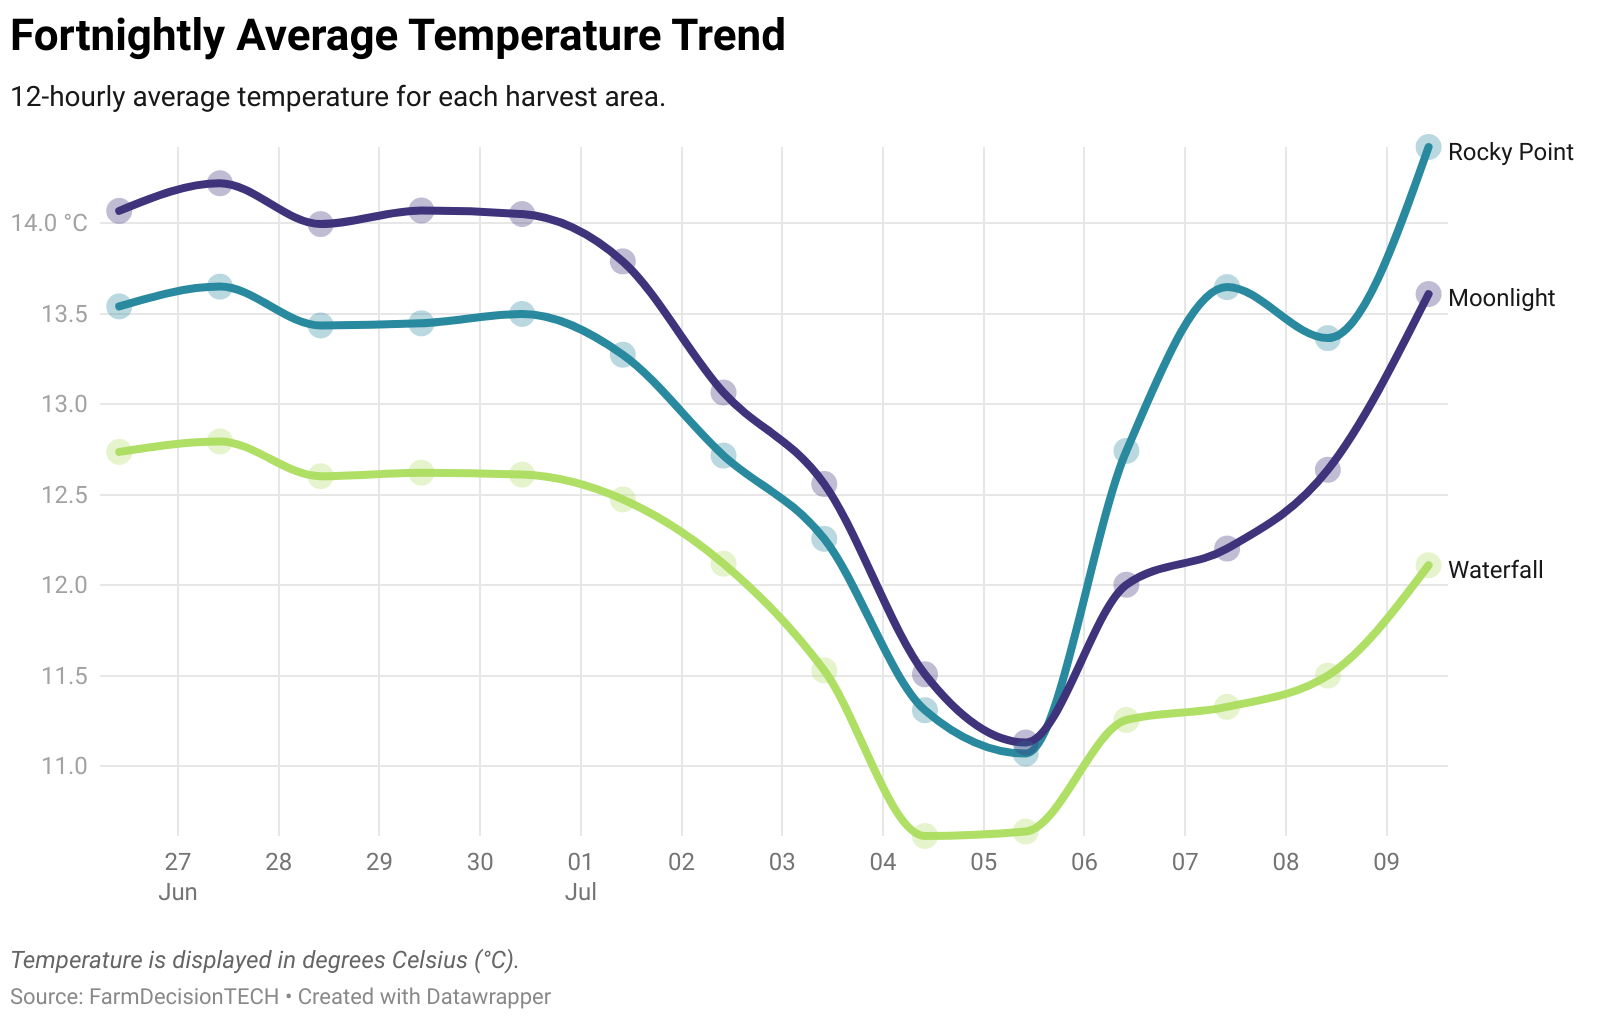 Fortnightly Average Temperature Trend
12-hourly average temperature for each harvest area.
Rocky Point
14.0 °C
Moonlight
13.5
13.0
12.5
12.0
Waterfall
11.5
11.0
27 28 29 30 01 02 03 04 05 06 07 08 09
Jun Jul
Temperature is displayed in degrees Celsius (°C).
Source: FarmDecisionTECH • Created with Datawrapper